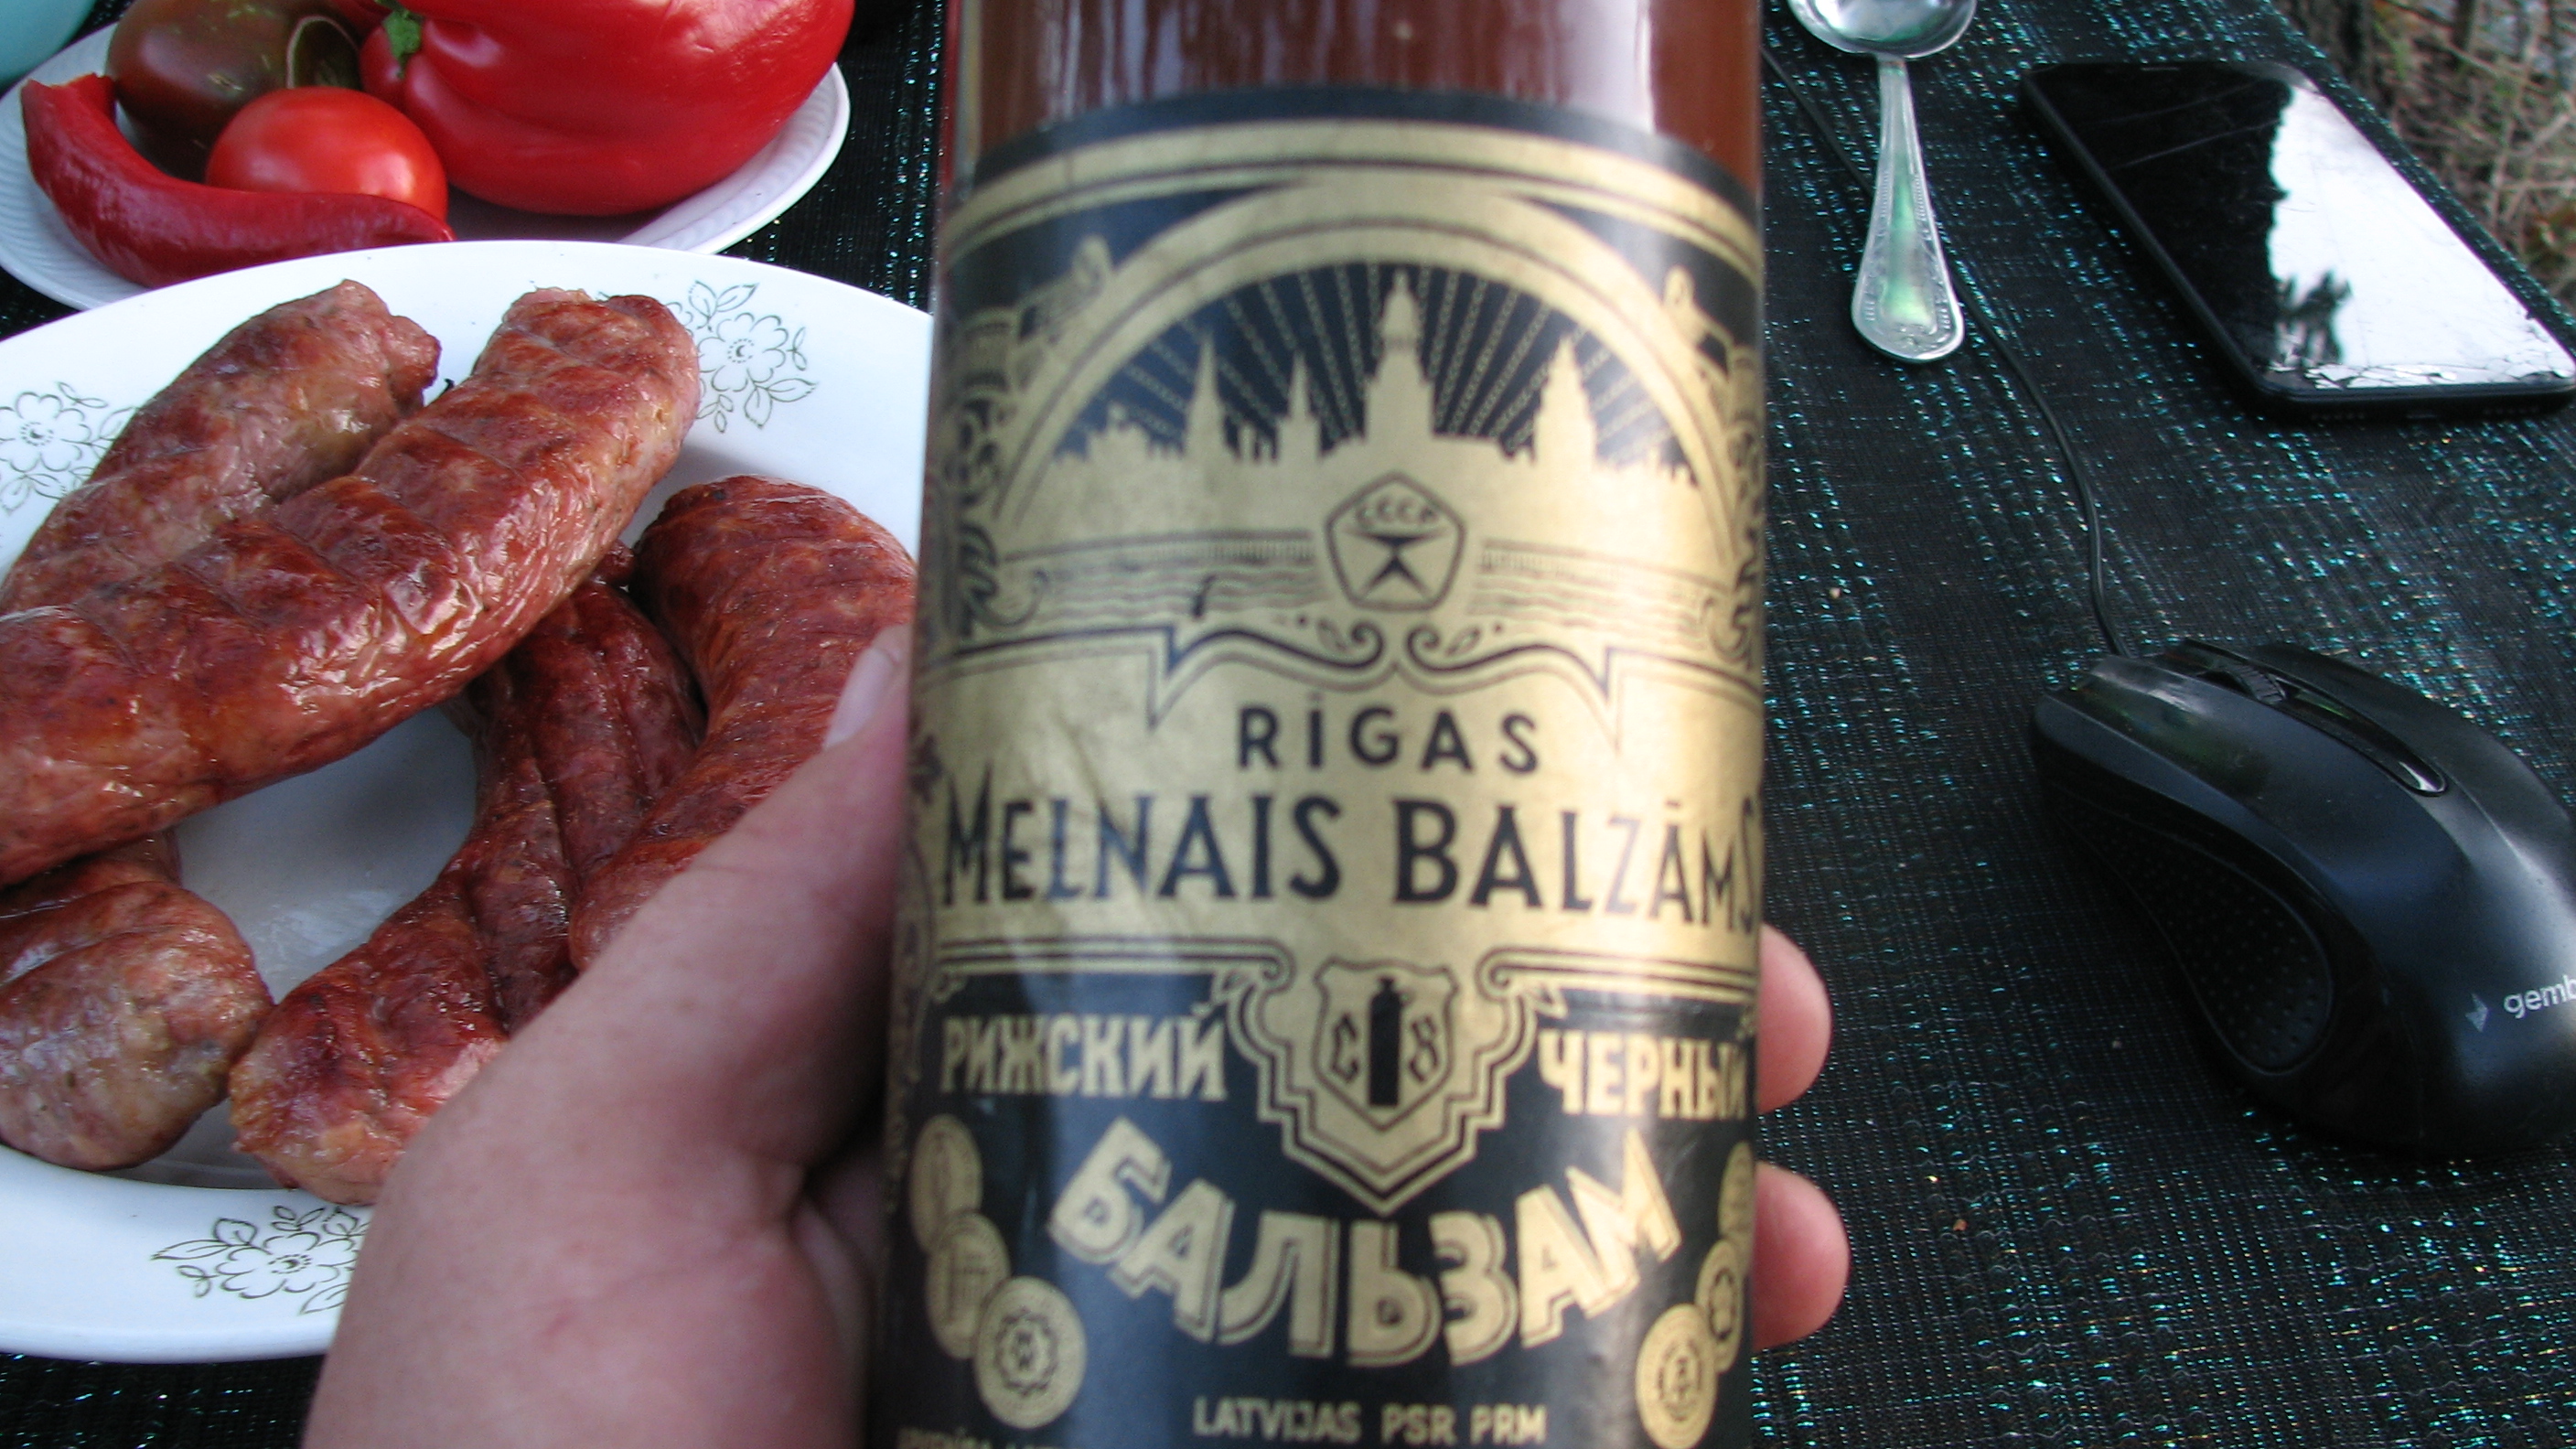 СССР
RĪGAS
MELNAIS BALZĀMS
РИЖСКИЙ ЧЕРНЫЙ
БАЛЬЗАМ
LATVIJAS PSR PRM
gemb